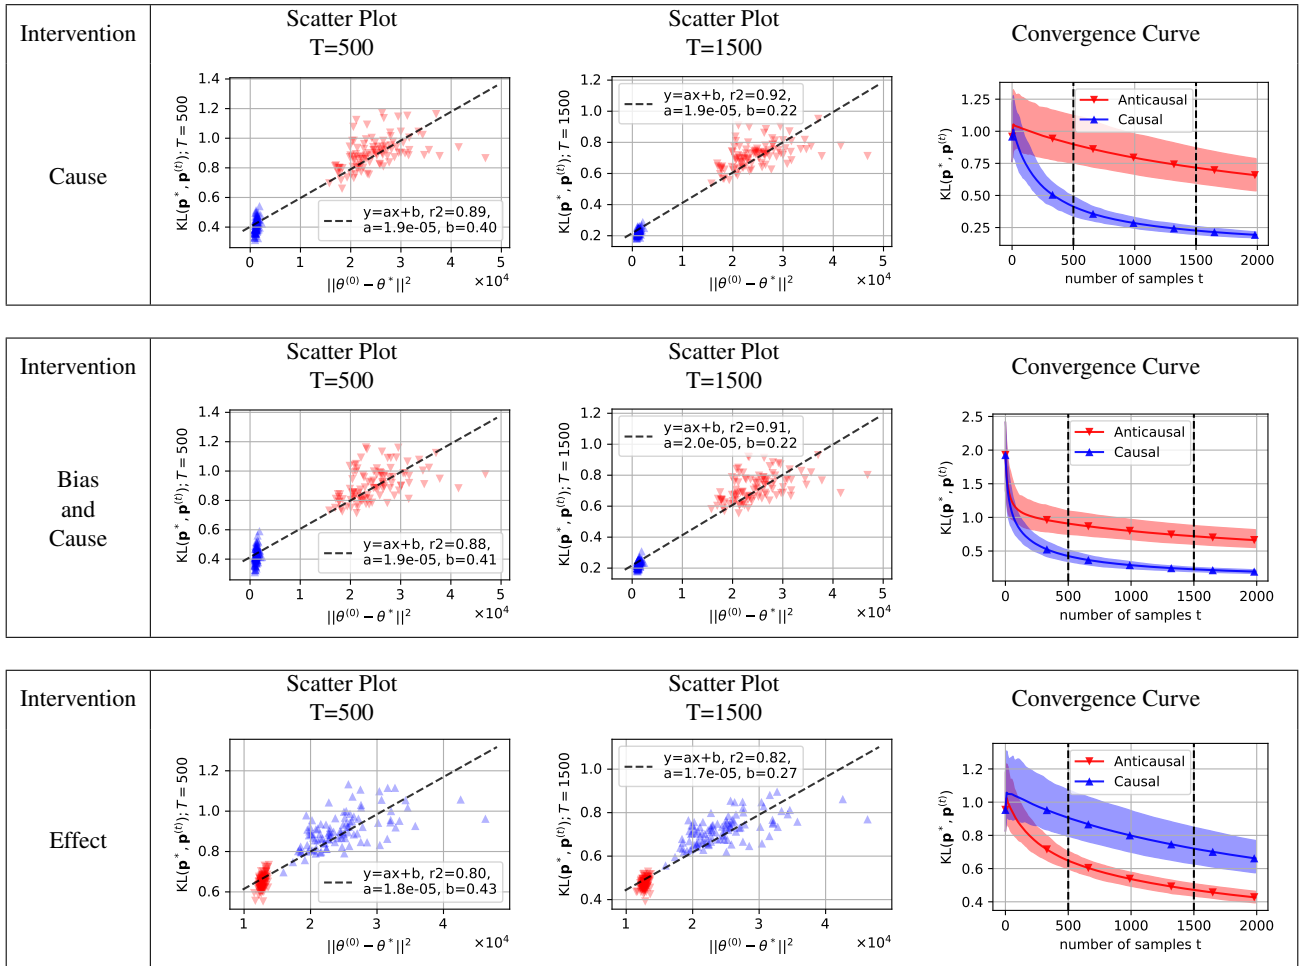 Intervention
Scatter Plot
T=500
Scatter Plot
T=1500
Convergence Curve
Cause
KL(p*, p^(t)); T = 500
1.4
1.2
1.0
0.8
0.6
0.4
y=ax+b, r2=0.89,
a=1.9e-05, b=0.40
0 1 2 3 4 5
×10^4
||θ^(0) − θ*||^2
KL(p*, p^(t)); T = 1500
1.2
1.0
0.8
0.6
0.4
0.2
y=ax+b, r2=0.92,
a=1.9e-05, b=0.22
0 1 2 3 4 5
×10^4
||θ^(0) − θ*||^2
KL(p*, p^(t))
1.25
1.00
0.75
0.50
0.25
Anticausal
Causal
0 500 1000 1500 2000
number of samples t
Intervention
Scatter Plot
T=500
Scatter Plot
T=1500
Convergence Curve
Bias
and
Cause
KL(p*, p^(t)); T = 500
1.4
1.2
1.0
0.8
0.6
0.4
y=ax+b, r2=0.88,
a=1.9e-05, b=0.41
0 1 2 3 4 5
×10^4
||θ^(0) − θ*||^2
KL(p*, p^(t)); T = 1500
1.2
1.0
0.8
0.6
0.4
0.2
y=ax+b, r2=0.91,
a=2.0e-05, b=0.22
0 1 2 3 4 5
×10^4
||θ^(0) − θ*||^2
KL(p*, p^(t))
2.5
2.0
1.5
1.0
0.5
Anticausal
Causal
0 500 1000 1500 2000
number of samples t
Intervention
Scatter Plot
T=500
Scatter Plot
T=1500
Convergence Curve
Effect
KL(p*, p^(t)); T = 500
1.2
1.0
0.8
0.6
y=ax+b, r2=0.80,
a=1.8e-05, b=0.43
1 2 3 4
×10^4
||θ^(0) − θ*||^2
KL(p*, p^(t)); T = 1500
1.0
0.8
0.6
0.4
y=ax+b, r2=0.82,
a=1.7e-05, b=0.27
1 2 3 4
×10^4
||θ^(0) − θ*||^2
KL(p*, p^(t))
1.2
1.0
0.8
0.6
0.4
Anticausal
Causal
0 500 1000 1500 2000
number of samples t